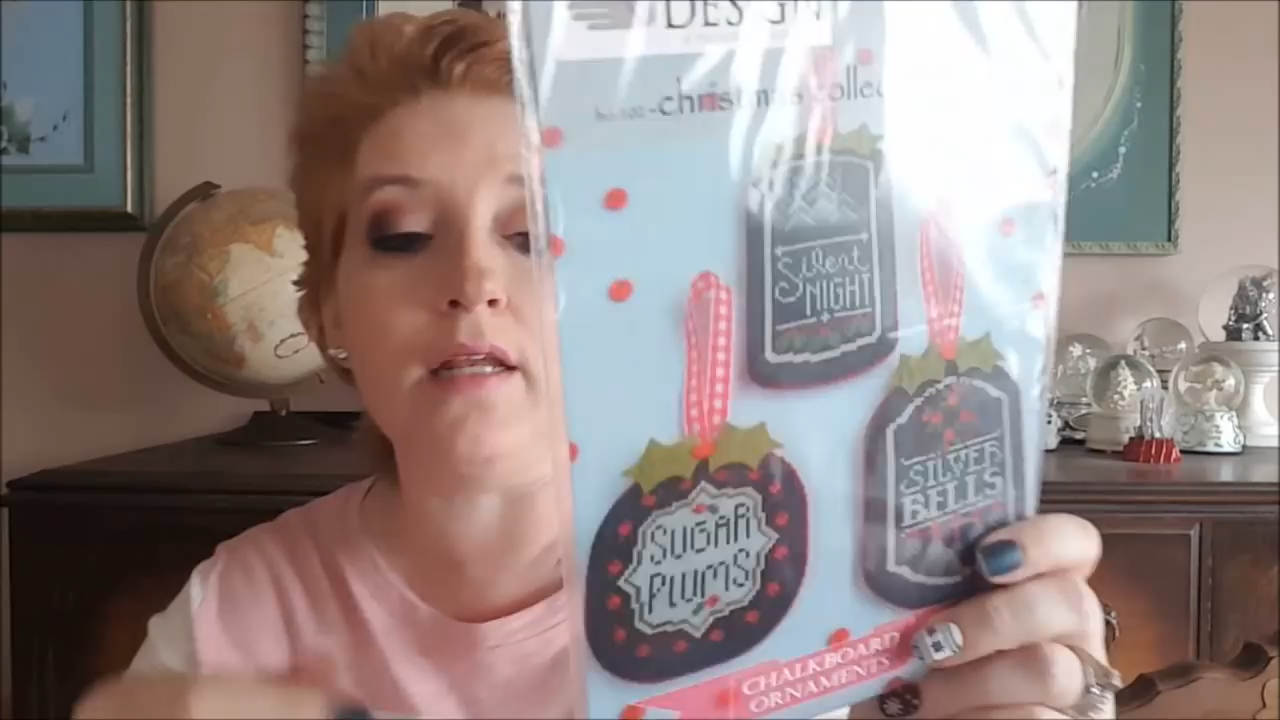 DESIGN
-christmas collec
Silent
NIGHT
SILVER
BELLS
SUGAR
PLUMS
CHALKBOARD
ORNAMENTS